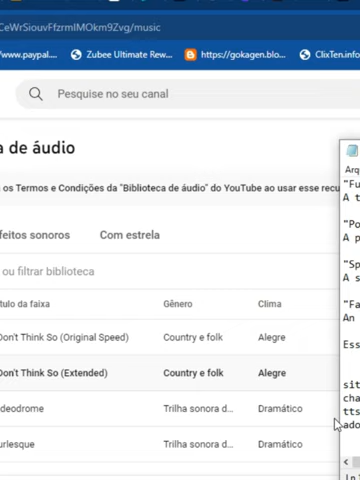 CeWrSiouvFfzrmIMOkm9Zvg/music
/www.paypal.... Zubee Ultimate Rew... https://gokagen.blo... ClixTen.info
Pesquise no seu canal
a de áudio
os Termos e Condições da "Biblioteca de áudio" do YouTube ao usar esse recu
feitos sonoros Com estrela
ou filtrar biblioteca
tulo da faixa Gênero Clima
Don't Think So (Original Speed) Country e folk Alegre
Don't Think So (Extended) Country e folk Alegre
deodrome Trilha sonora d... Dramático
urlesque Trilha sonora d... Dramático
Arq
"Fu
A t
"Po
A p
"Sp
A s
"Fa
An
Ess
sit
cha
tts
ado